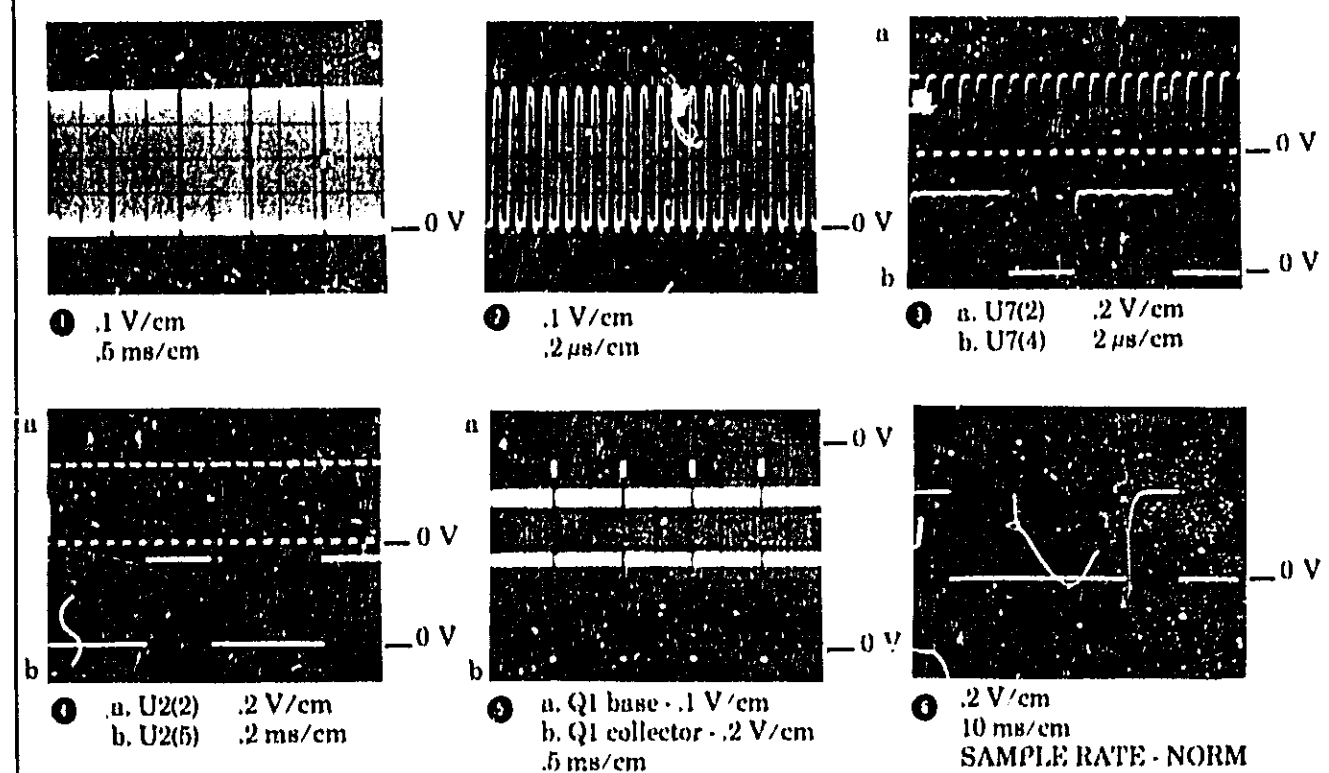 0 V
1 .1 V/cm
.5 ms/cm
0 V
2 .1 V/cm
.2 μs/cm
a
0 V
b
0 V
3 a. U7(2) .2 V/cm
b. U7(4) 2 μs/cm
a
0 V
b
0 V
4 a. U2(2) .2 V/cm
b. U2(5) .2 ms/cm
a
0 V
b
0 V
5 a. Q1 base - .1 V/cm
b. Q1 collector - .2 V/cm
.5 ms/cm
0 V
6 .2 V/cm
10 ms/cm
SAMPLE RATE - NORM